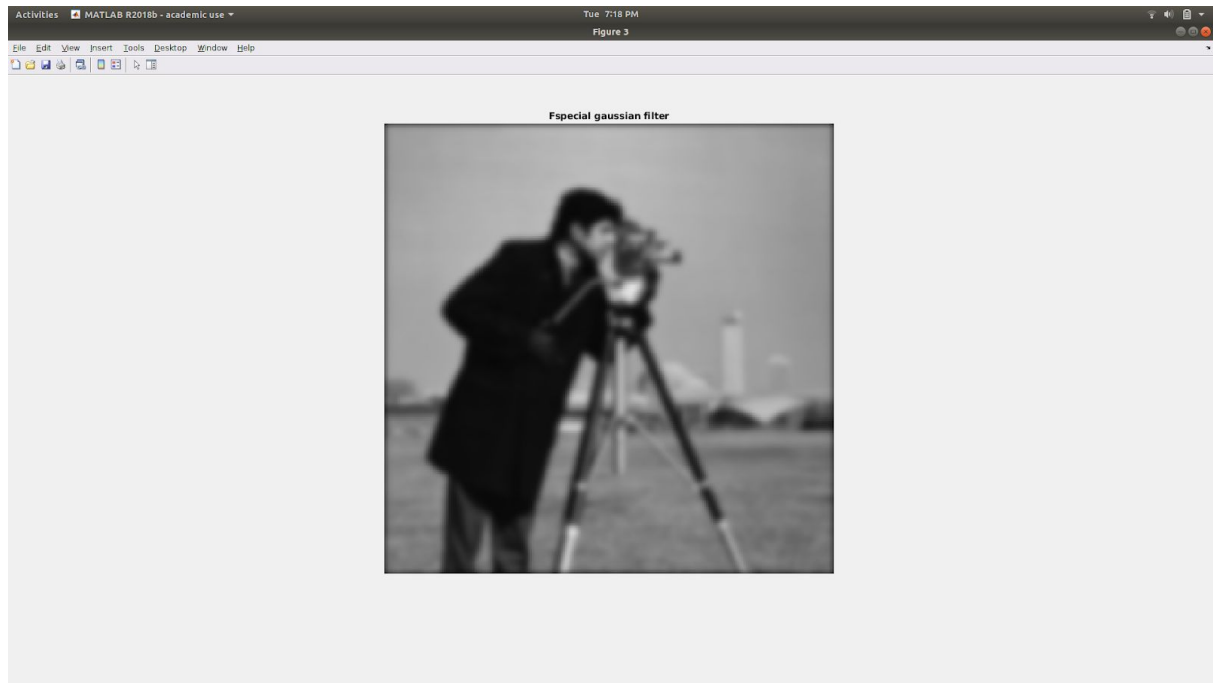 Activities MATLAB R2018b - academic use Tue 7:18 PM
Figure 3
File Edit View Insert Tools Desktop Window Help
Fspecial gaussian filter